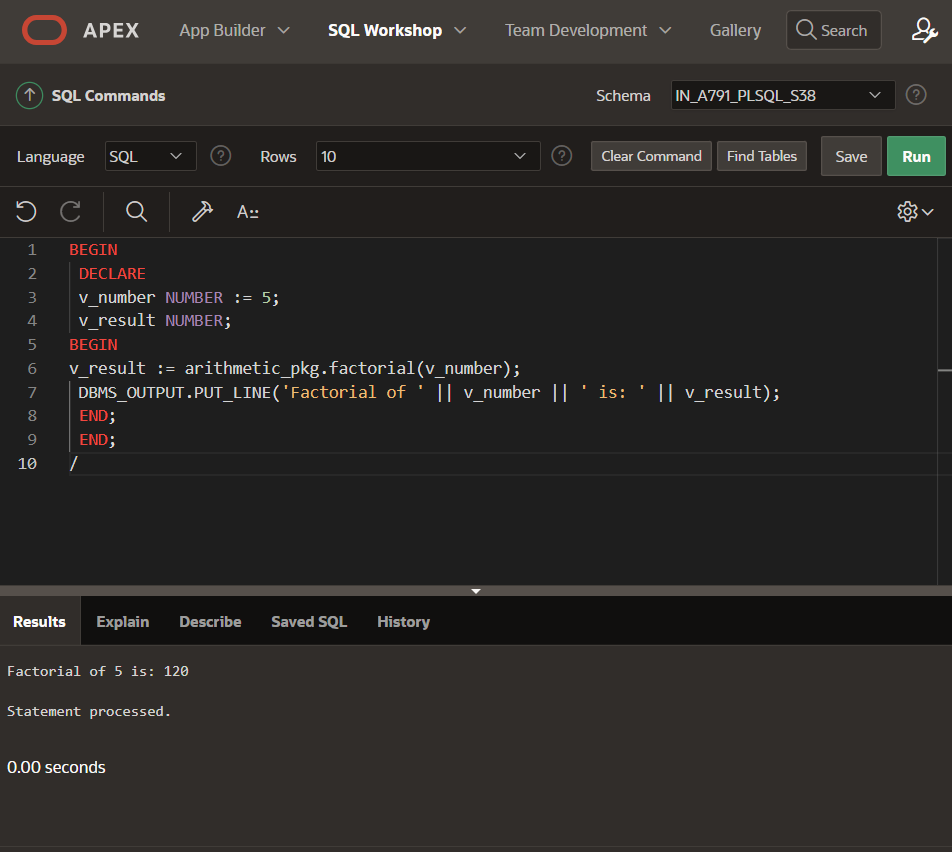 APEX App Builder SQL Workshop Team Development Gallery Search
SQL Commands Schema IN_A791_PLSQL_S38 ?
Language SQL ? Rows 10 ? Clear Command Find Tables Save Run
A::
1 BEGIN
2 DECLARE
3 v_number NUMBER := 5;
4 v_result NUMBER;
5 BEGIN
6 v_result := arithmetic_pkg.factorial(v_number);
7 DBMS_OUTPUT.PUT_LINE('Factorial of ' || v_number || ' is: ' || v_result);
8 END;
9 END;
10 /
Results Explain Describe Saved SQL History
Factorial of 5 is: 120
Statement processed.
0.00 seconds